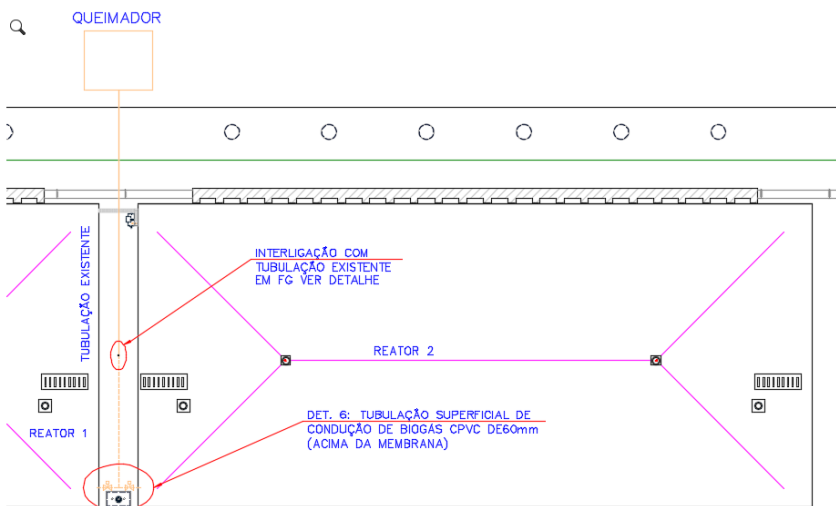 QUEIMADOR
TUBULAÇÃO EXISTENTE
INTERLIGAÇÃO COM
TUBULAÇÃO EXISTENTE
EM FG VER DETALHE
REATOR 2
REATOR 1
DET. 6: TUBULAÇÃO SUPERFICIAL DE
CONDUÇÃO DE BIOGÁS CPVC DE60mm
(ACIMA DA MEMBRANA)